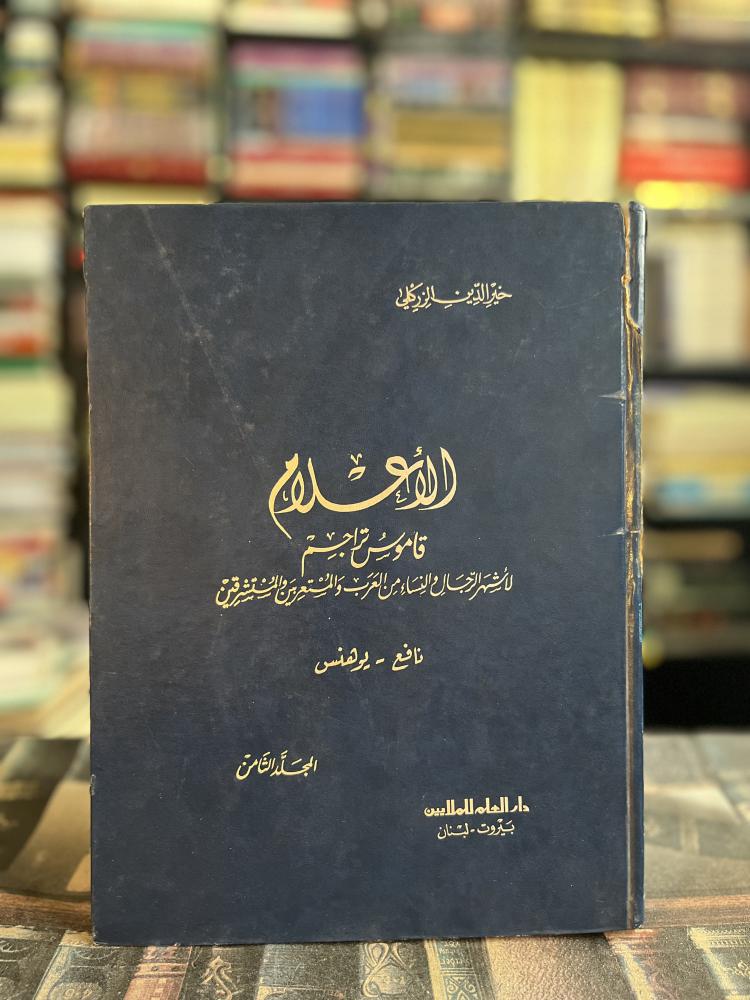 خير الدين الزركلي
الأعلام
قاموس تراجم
لأشهر الرجال والنساء من العرب والمستعربين والمستشرقين
نافع - يوهنس
المجلد الثامن
دار العلم للملايين
بيروت - لبنان